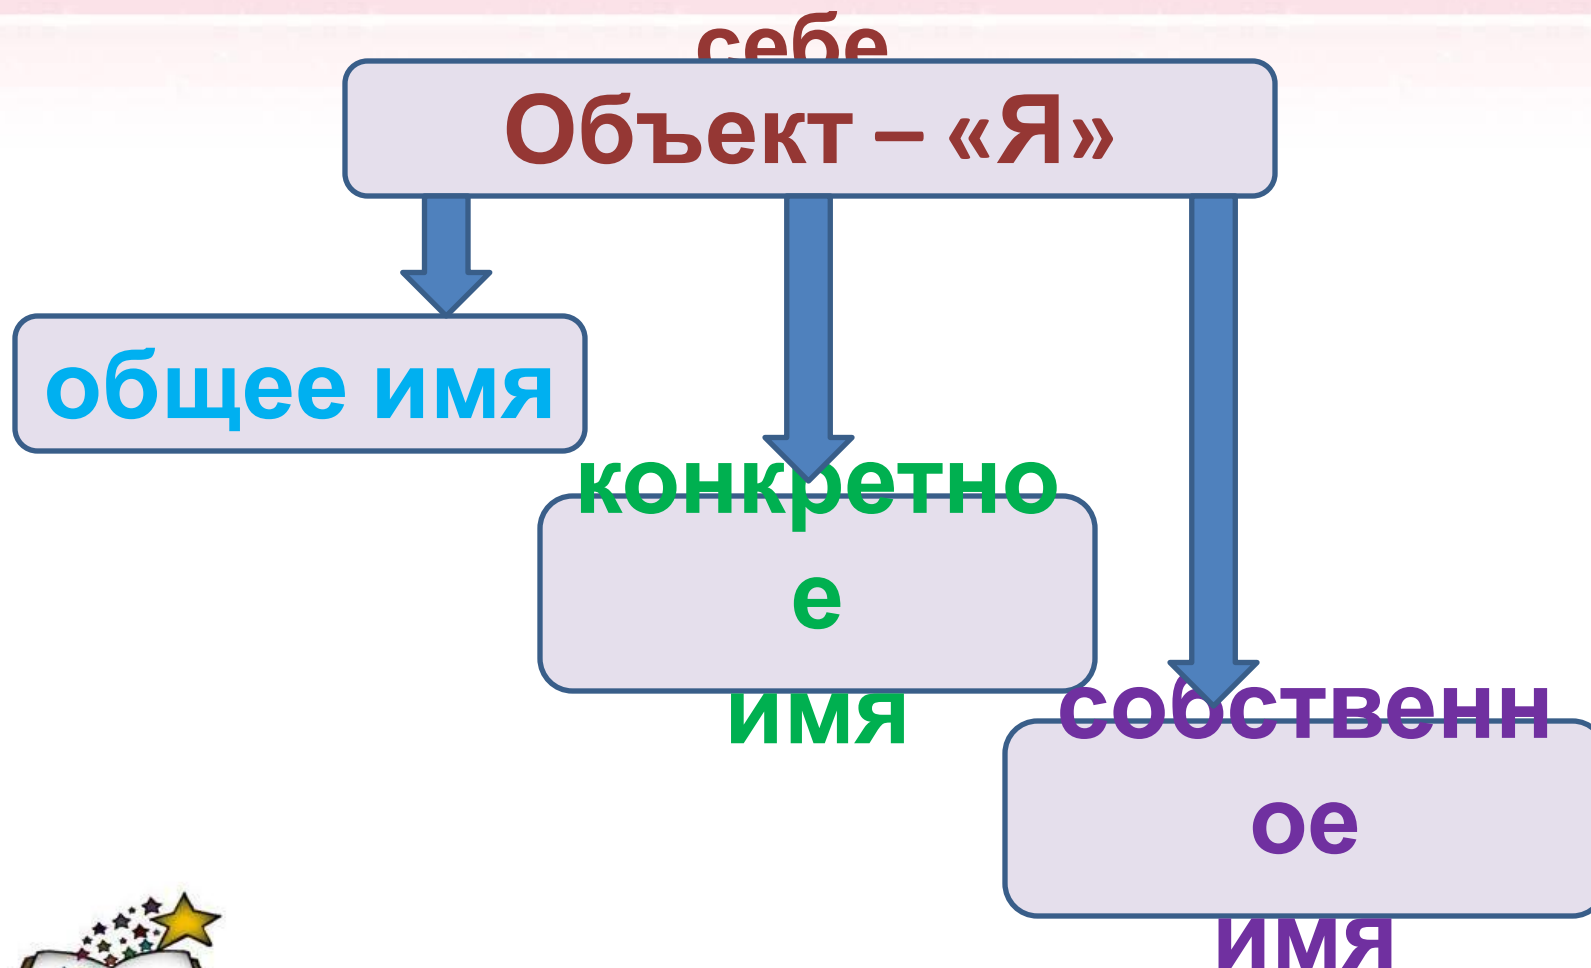 себе
Объект – «Я»
общее имя
конкретно
е
имя
собственн
ое
имя